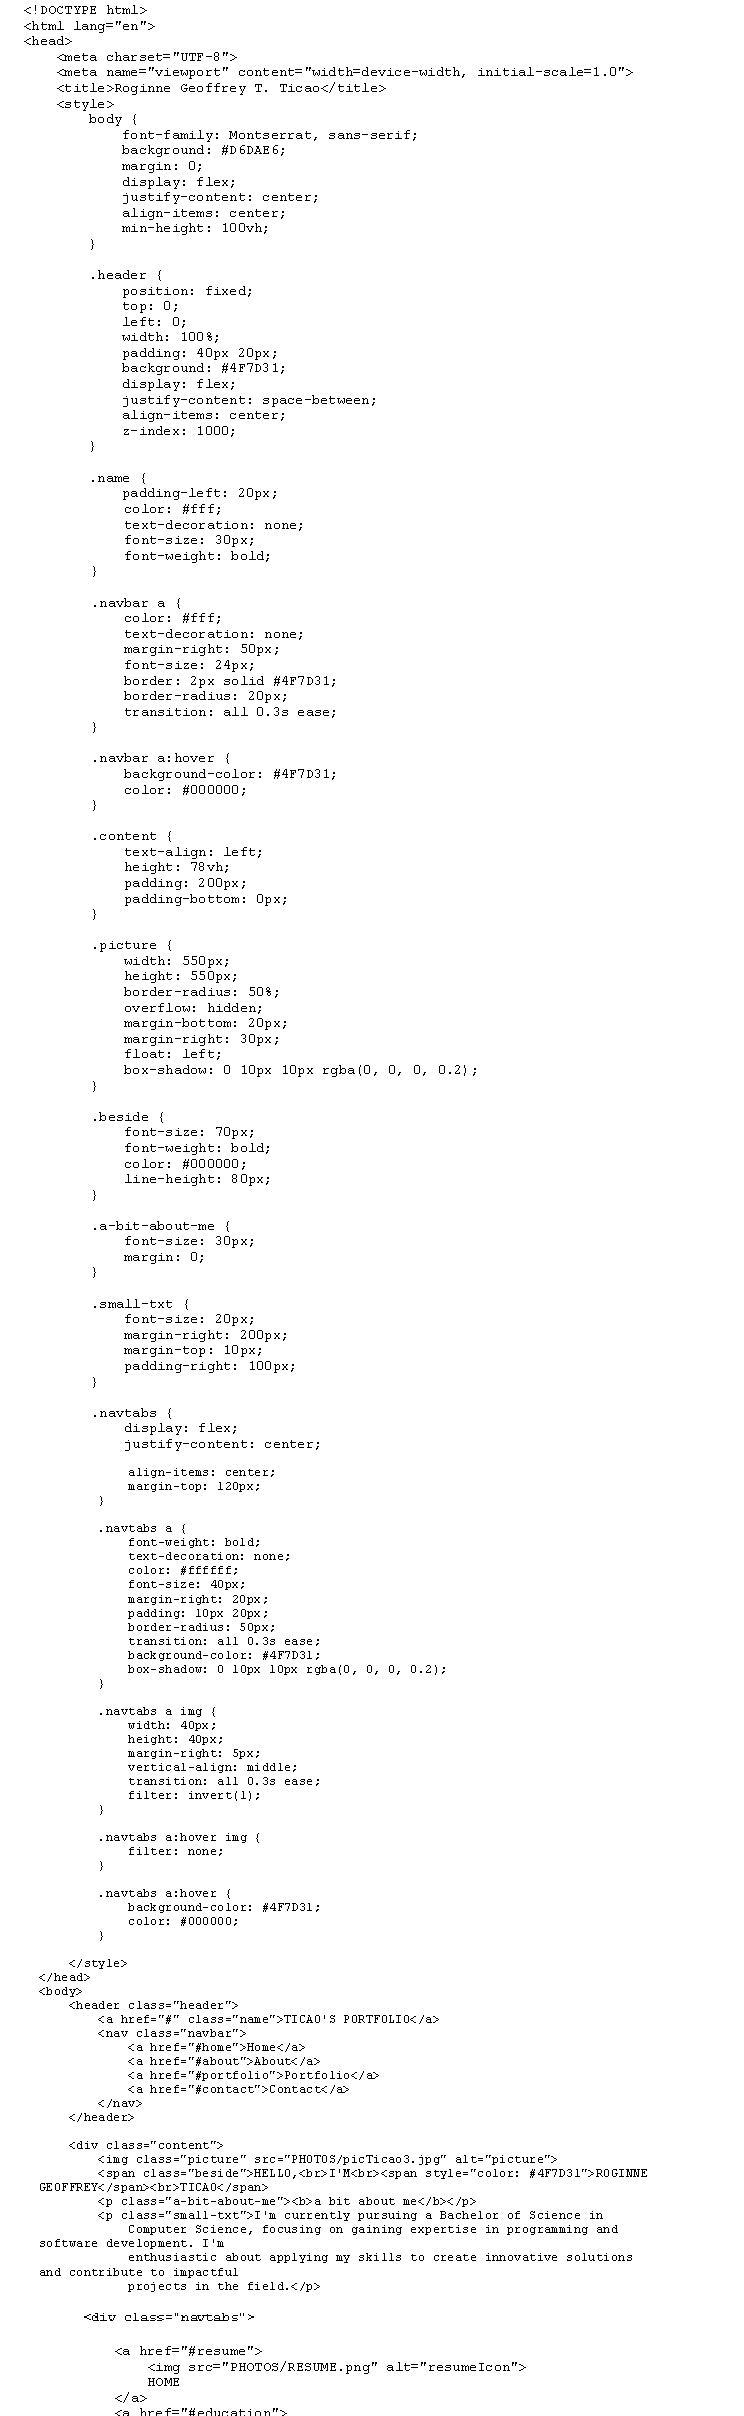 <!DOCTYPE html>
<html lang="en">
<head>
    <meta charset="UTF-8">
    <meta name="viewport" content="width=device-width, initial-scale=1.0">
    <title>Roginne Geoffrey T. Ticao</title>
    <style>
        body {
            font-family: Montserrat, sans-serif;
            background: #D6DAE6;
            margin: 0;
            display: flex;
            justify-content: center;
            align-items: center;
            min-height: 100vh;
        }

        .header {
            position: fixed;
            top: 0;
            left: 0;
            width: 100%;
            padding: 40px 20px;
            background: #4F7D31;
            display: flex;
            justify-content: space-between;
            align-items: center;
            z-index: 1000;
        }

        .name {
            padding-left: 20px;
            color: #fff;
            text-decoration: none;
            font-size: 30px;
            font-weight: bold;
        }

        .navbar a {
            color: #fff;
            text-decoration: none;
            margin-right: 50px;
            font-size: 24px;
            border: 2px solid #4F7D31;
            border-radius: 20px;
            transition: all 0.3s ease;
        }

        .navbar a:hover {
            background-color: #4F7D31;
            color: #000000;
        }

        .content {
            text-align: left;
            height: 78vh;
            padding: 200px;
            padding-bottom: 0px;
        }

        .picture {
            width: 550px;
            height: 550px;
            border-radius: 50%;
            overflow: hidden;
            margin-bottom: 20px;
            margin-right: 30px;
            float: left;
            box-shadow: 0 10px 10px rgba(0, 0, 0, 0.2);
        }

        .beside {
            font-size: 70px;
            font-weight: bold;
            color: #000000;
            line-height: 80px;
        }

        .a-bit-about-me {
            font-size: 30px;
            margin: 0;
        }

        .small-txt {
            font-size: 20px;
            margin-right: 200px;
            margin-top: 10px;
            padding-right: 100px;
        }

        .navtabs {
            display: flex;
            justify-content: center;

            align-items: center;
            margin-top: 120px;
        }

        .navtabs a {
            font-weight: bold;
            text-decoration: none;
            color: #ffffff;
            font-size: 40px;
            margin-right: 20px;
            padding: 10px 20px;
            border-radius: 50px;
            transition: all 0.3s ease;
            background-color: #4F7D31;
            box-shadow: 0 10px 10px rgba(0, 0, 0, 0.2);
        }

        .navtabs a img {
            width: 40px;
            height: 40px;
            margin-right: 5px;
            vertical-align: middle;
            transition: all 0.3s ease;
            filter: invert(1);
        }

        .navtabs a:hover img {
            filter: none;
        }

        .navtabs a:hover {
            background-color: #4F7D31;
            color: #000000;
        }

    </style>
</head>
<body>
    <header class="header">
        <a href="#" class="name">TICAO'S PORTFOLIO</a>
        <nav class="navbar">
            <a href="#home">Home</a>
            <a href="#about">About</a>
            <a href="#portfolio">Portfolio</a>
            <a href="#contact">Contact</a>
        </nav>
    </header>

    <div class="content">
        <img class="picture" src="PHOTOS/picTicao3.jpg" alt="picture">
        <span class="beside">HELLO,<br>I'M<br><span style="color: #4F7D31">ROGINNE
GEOFFREY</span><br>TICAO</span>
        <p class="a-bit-about-me"><b>a bit about me</b></p>
        <p class="small-txt">I'm currently pursuing a Bachelor of Science in
            Computer Science, focusing on gaining expertise in programming and
software development. I'm
            enthusiastic about applying my skills to create innovative solutions
and contribute to impactful
            projects in the field.</p>

        <div class="navtabs">

            <a href="#resume">
                <img src="PHOTOS/RESUME.png" alt="resumeIcon">
                HOME
            </a>
            <a href="#education">